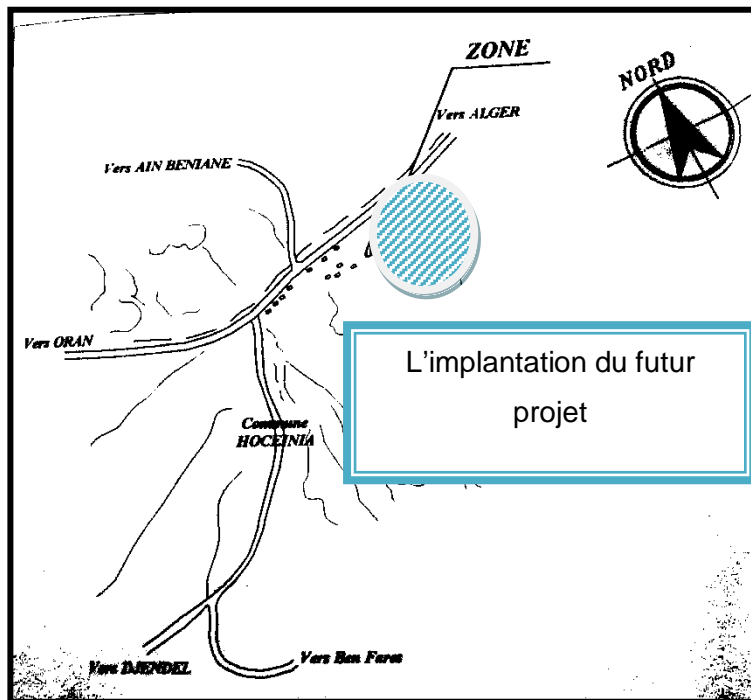 ZONE
NORD
Vers ALGER
Vers AIN BENIANE
Vers ORAN
L'implantation du futur
projet
Commune
HOCEINIA
Vers DJENDEL
Vers Ben Fares